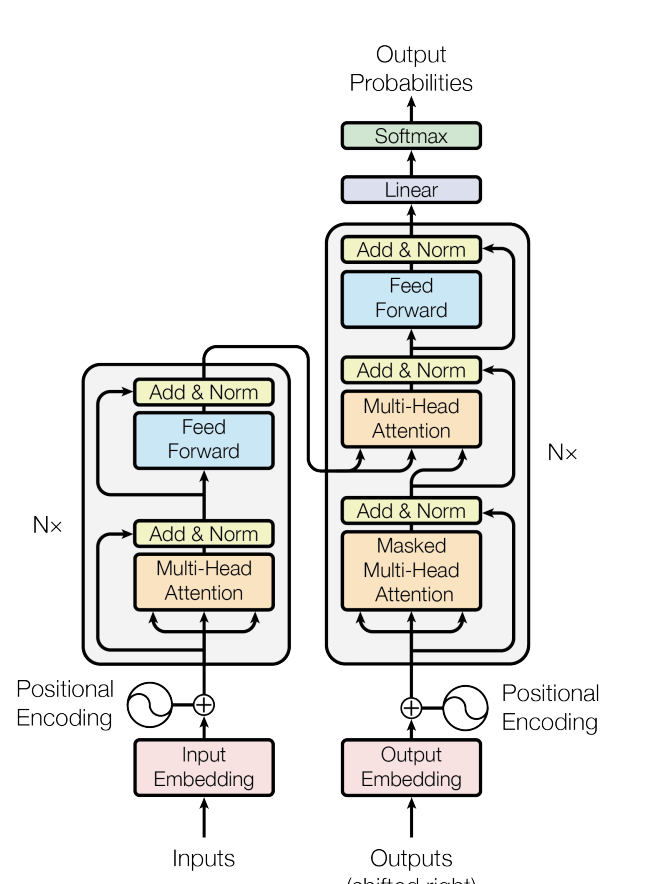 Output
Probabilities
Softmax
Linear
Add & Norm
Feed
Forward
Add & Norm
Multi-Head
Attention
Add & Norm
Masked
Multi-Head
Attention
Nx
Add & Norm
Feed
Forward
Add & Norm
Multi-Head
Attention
Nx
Positional
Encoding
Positional
Encoding
Input
Embedding
Output
Embedding
Inputs
Outputs
(shifted right)